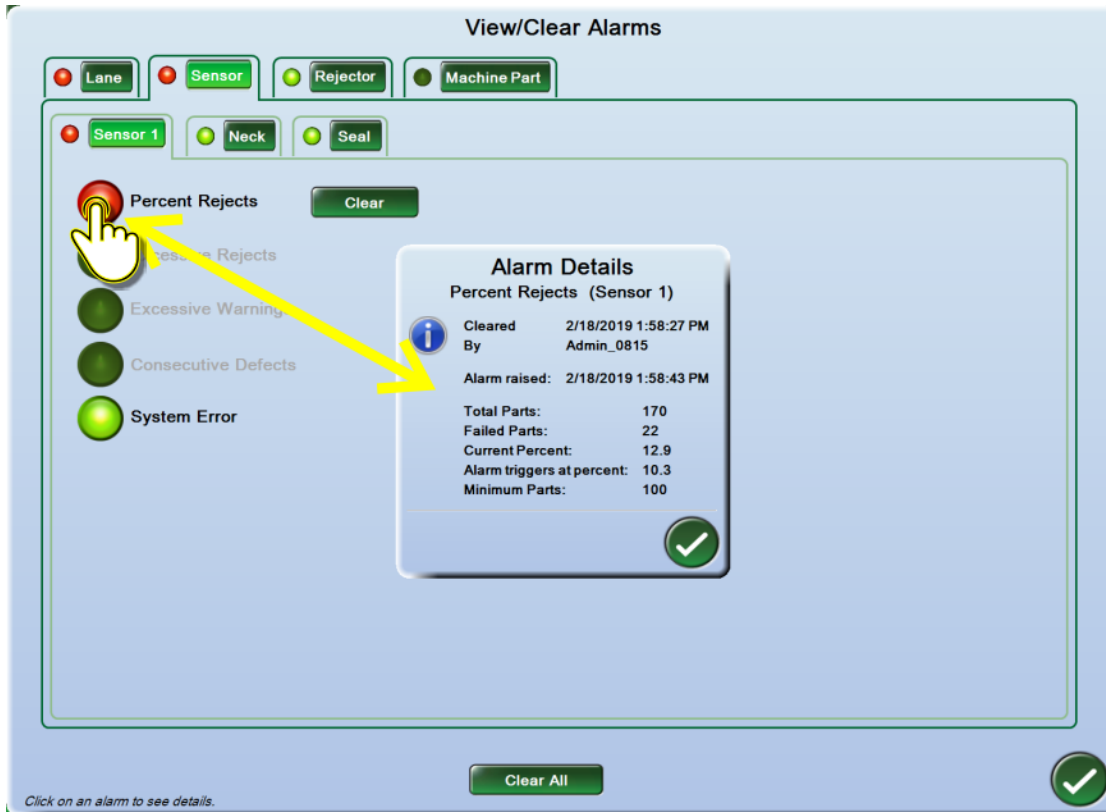 View/Clear Alarms
Lane
Sensor
Rejector
Machine Part
Sensor 1
Neck
Seal
Percent Rejects
Clear
Rejects
Excessive Warning
Consecutive Defects
System Error
Alarm Details
Percent Rejects (Sensor 1)
Cleared 2/18/2019 1:58:27 PM
By Admin_0815
Alarm raised: 2/18/2019 1:58:43 PM
Total Parts: 170
Failed Parts: 22
Current Percent: 12.9
Alarm triggers at percent: 10.3
Minimum Parts: 100
Clear All
Click on an alarm to see details.